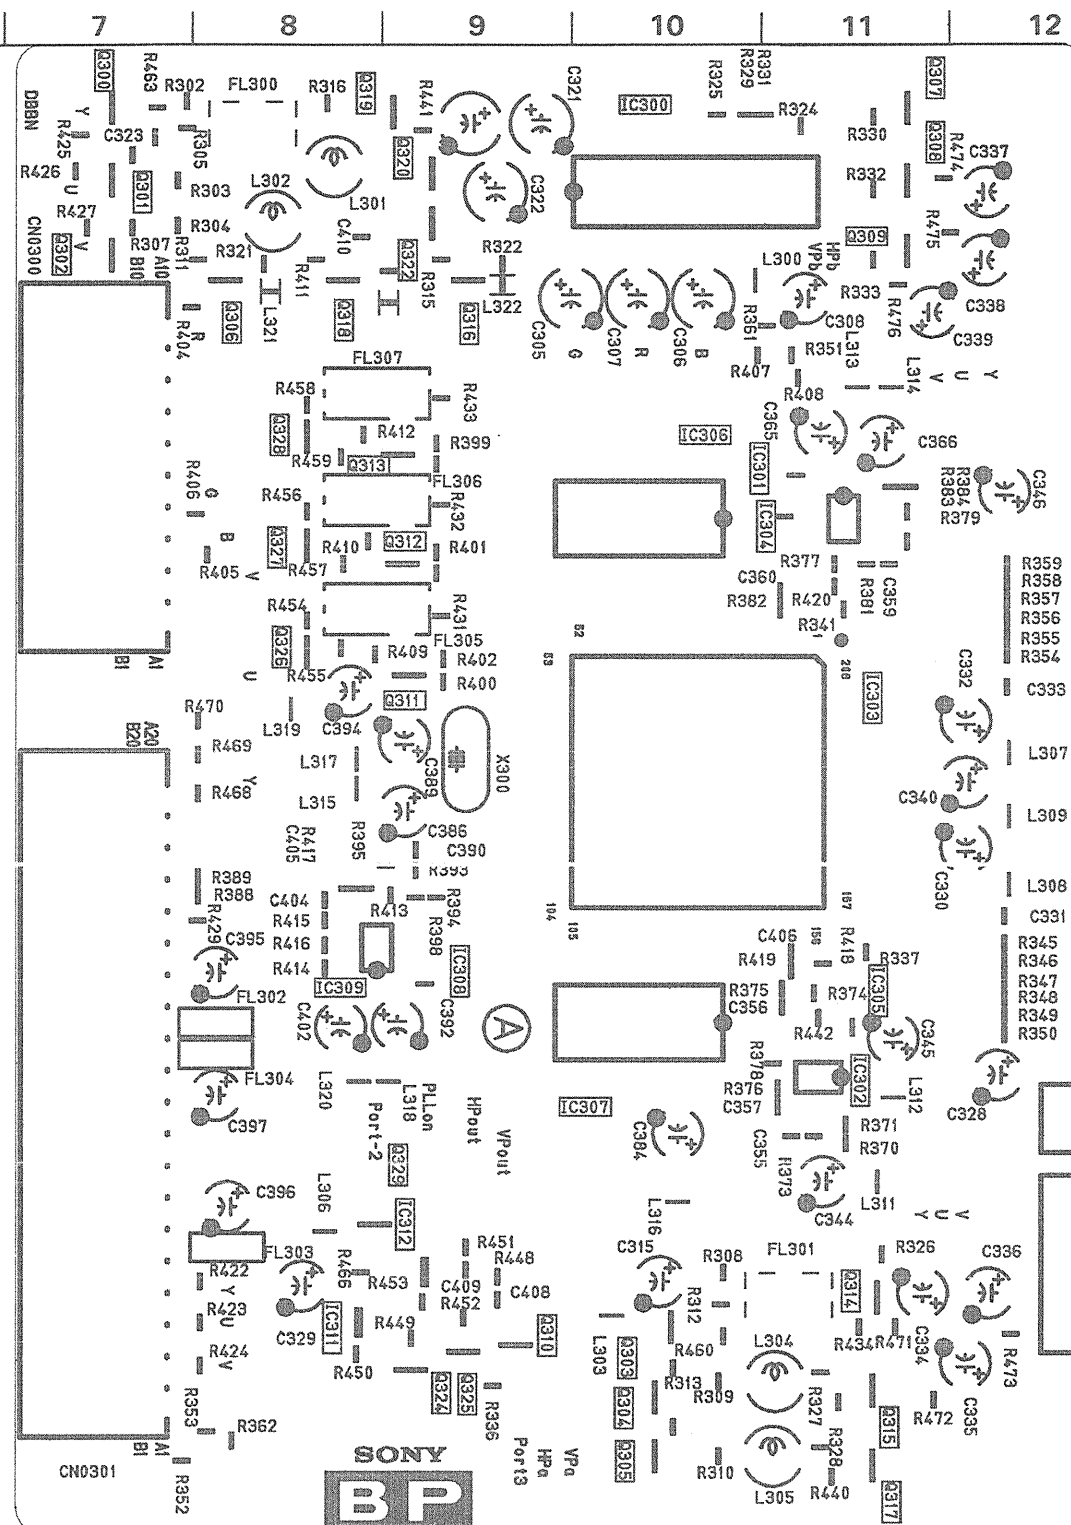 7 8 9 10 11 12
Q300 R463 R302 FL300 R316 Q319 R441 C321 IC300 R325 R329 R331 R324 Q307
DBBN Y R425 C323 R305 Q320 R330 Q308 R474 C337
R426 U Q301 R303 L302 L301 C322 R332
R427 V R304 C410
CN0300 Q302 R307 R311 R321 R411 Q322 R315 R322 L300 VPb HPb Q309 R475
B10 A10 L322 R333 C338
R404 R Q306 L321 Q318 Q316 C305 G C307 R C306 B R361 C308 R476 C339
FL307 R407 R351 L313 L314 V U Y
R458 R433 R408
Q328 R412 R399 IC306 C365 C366
R459 Q313 IC301
R406 G R456 FL306 R432 IC304 R384 R383 C346
R379
B Q327 R410 Q312 R401 R377 R359
R405 V R457 C360 R358
R382 R420 R381 C359 R357
R454 R431 R341 R356
52 1 R355
B1 A1 Q326 R409 FL305 R402 53 208 R354
U R455 R400 IC303 C332 C333
R470 L319 C394 Q311
B20 A20 R469 L317 C389 X300 L307
R468 Y L315 C340
C386 L309
C405 R417 R395 C390
R389 R393 C330
R388 C404 R394 L308
R429 R415 R413 R398 104 105 157 C331
C395 R416 IC308 C406 156 R418 R345
R414 R419 R337 R346
IC309 R375 R374 IC305 R347
FL302 C356 R348
C402 C392 A R442 C345 R349
R350
FL304 L320 L318 PLLon R378 IC302
Port-2 HPout IC307 R376 L312 C328
C397 VPout C357
C384 R371
Q329 C355 R373 R370
C396 L306 L316 L311
IC312 C344 Y U V
FL303 R466 R451 C315 R308 FL301 R326 C336
R422 R453 R448
Y C409 C408 R312 Q314
R423 U C329 IC311 R452
R449 Q310 L303 Q303 R460 L304 R434 R471 C334
R424 V R450 R313 R473
R353 Q324 Q325 R336 Q304 R309 R327 R472 C335
R362 Q315
B1 A1 SONY Port3 HPa VPa Q305 R310 R328
CN0301 R352 BP L305 R440 Q317